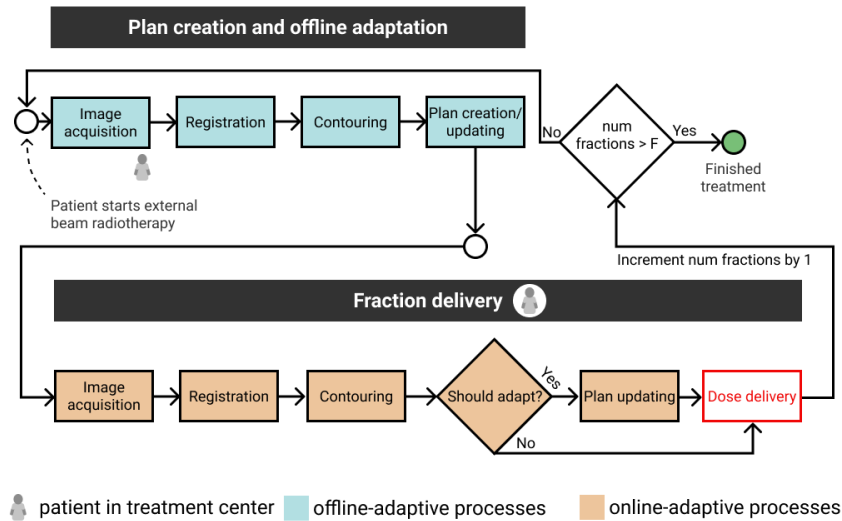 Plan creation and offline adaptation
Image
acquisition
Registration
Contouring
Plan creation/
updating
No
num
fractions > F
Yes
Finished
treatment
Patient starts external
beam radiotherapy
Increment num fractions by 1
Fraction delivery
Image
acquisition
Registration
Contouring
Should adapt?
Yes
No
Plan updating
Dose delivery
patient in treatment center
offline-adaptive processes
online-adaptive processes